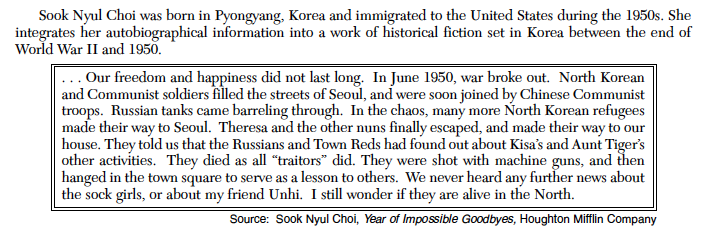 Sook Nyul Choi was born in Pyongyang, Korea and immigrated to the United States during the 1950s. She
integrates her autobiographical information into a work of historical fiction set in Korea between the end of
World War II and 1950.
. . . Our freedom and happiness did not last long. In June 1950, war broke out. North Korean
and Communist soldiers filled the streets of Seoul, and were soon joined by Chinese Communist
troops. Russian tanks came barreling through. In the chaos, many more North Korean refugees
made their way to Seoul. Theresa and the other nuns finally escaped, and made their way to our
house. They told us that the Russians and Town Reds had found out about Kisa's and Aunt Tiger's
other activities. They died as all “traitors” did. They were shot with machine guns, and then
hanged in the town square to serve as a lesson to others. We never heard any further news about
the sock girls, or about my friend Unhi. I still wonder if they are alive in the North.
Source: Sook Nyul Choi, Year of Impossible Goodbyes, Houghton Mifflin Company